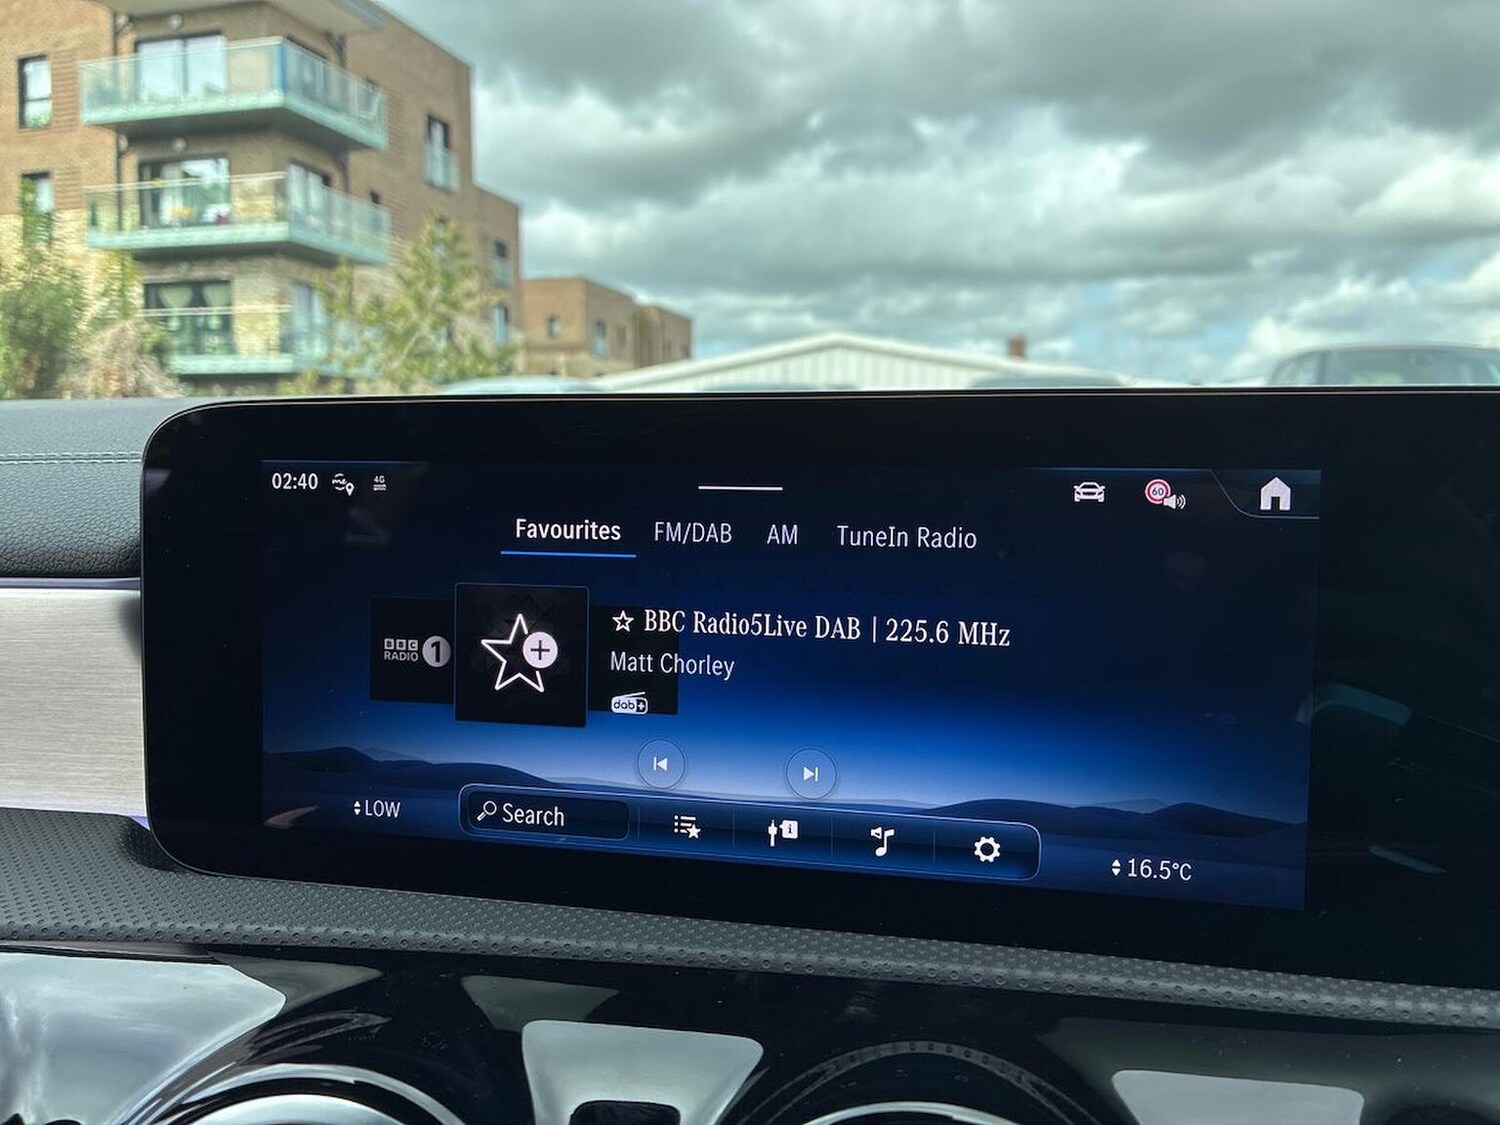 02:40
me
4G
60
Favourites FM/DAB AM TuneIn Radio
BBC RADIO 1
☆ BBC Radio5Live DAB | 225.6 MHz
Matt Chorley
dab+
LOW
Search
i
16.5°C